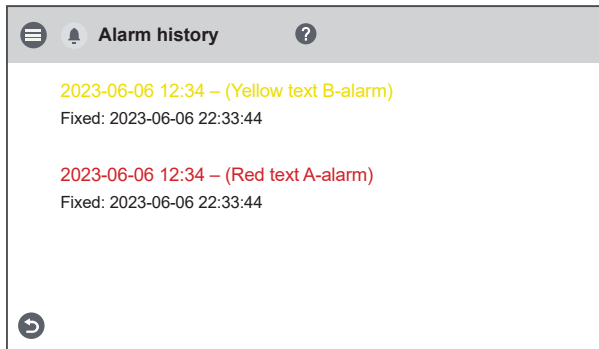 Alarm history ?
2023-06-06 12:34 – (Yellow text B-alarm)
Fixed: 2023-06-06 22:33:44
2023-06-06 12:34 – (Red text A-alarm)
Fixed: 2023-06-06 22:33:44